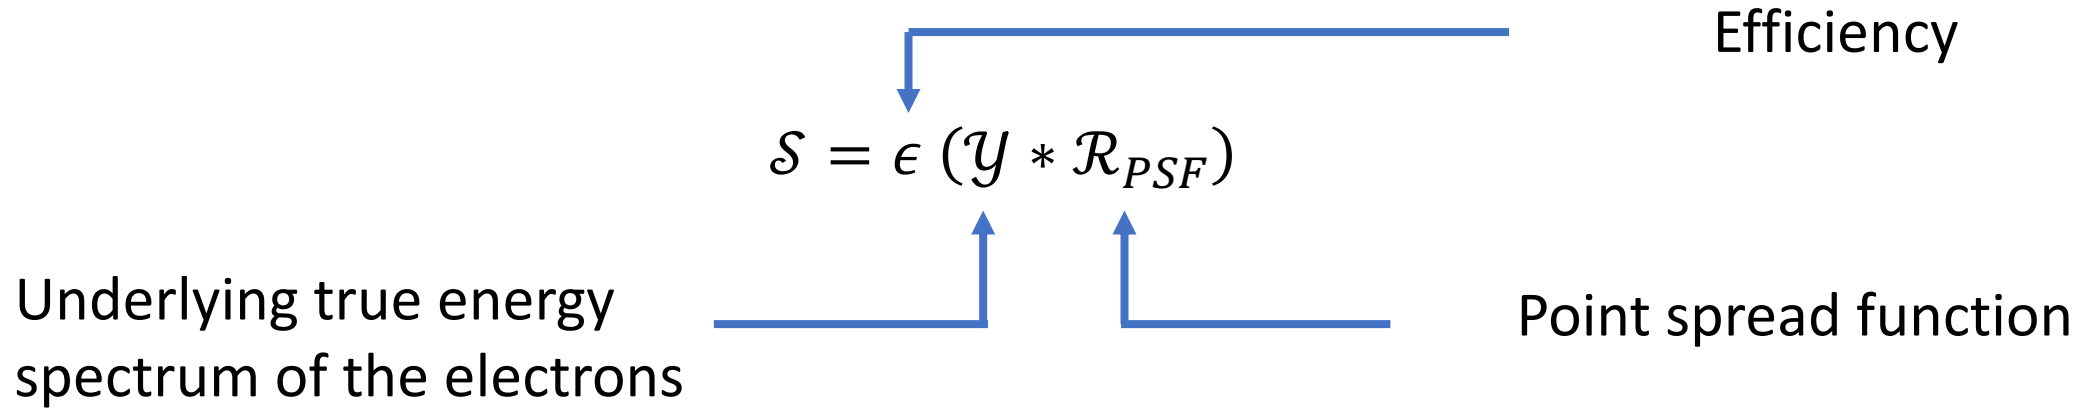 Efficiency
𝒮 = ϵ (𝒴 * ℛ_PSF)
Underlying true energy
spectrum of the electrons
Point spread function